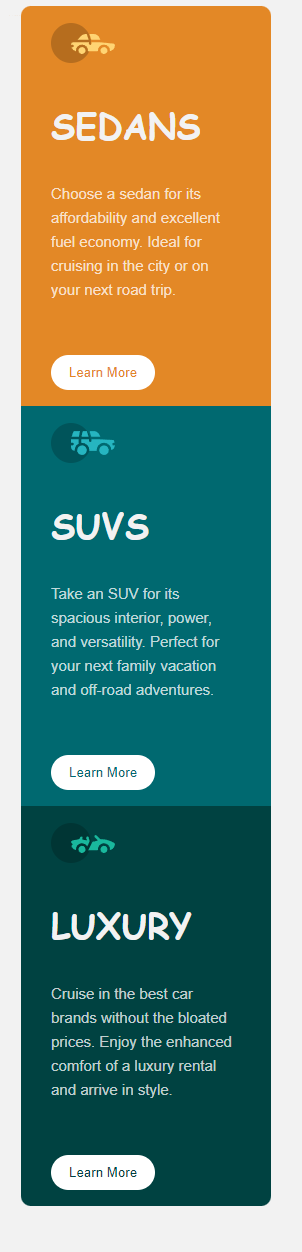 SEDANS
Choose a sedan for its
affordability and excellent
fuel economy. Ideal for
cruising in the city or on
your next road trip.
Learn More
SUVS
Take an SUV for its
spacious interior, power,
and versatility. Perfect for
your next family vacation
and off-road adventures.
Learn More
LUXURY
Cruise in the best car
brands without the bloated
prices. Enjoy the enhanced
comfort of a luxury rental
and arrive in style.
Learn More